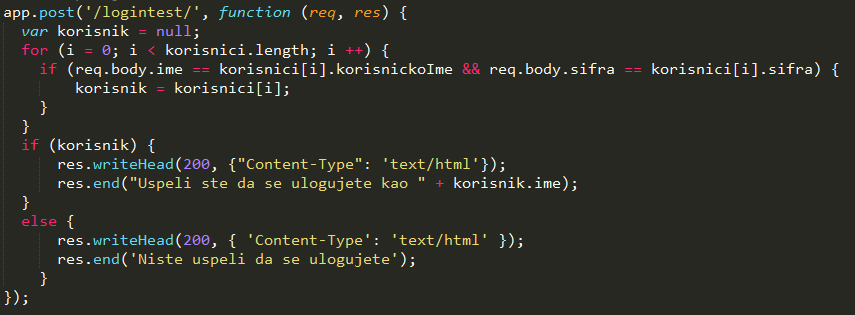 app.post('/logintest/', function (req, res) {
  var korisnik = null;
  for (i = 0; i < korisnici.length; i ++) {
    if (req.body.ime == korisnici[i].korisnickoIme && req.body.sifra == korisnici[i].sifra) {
        korisnik = korisnici[i];
    }
  }
  if (korisnik) {
      res.writeHead(200, {"Content-Type": 'text/html'});
      res.end("Uspeli ste da se ulogujete kao " + korisnik.ime);
  }
  else {
      res.writeHead(200, { 'Content-Type': 'text/html' });
      res.end('Niste uspeli da se ulogujete');
    }
});